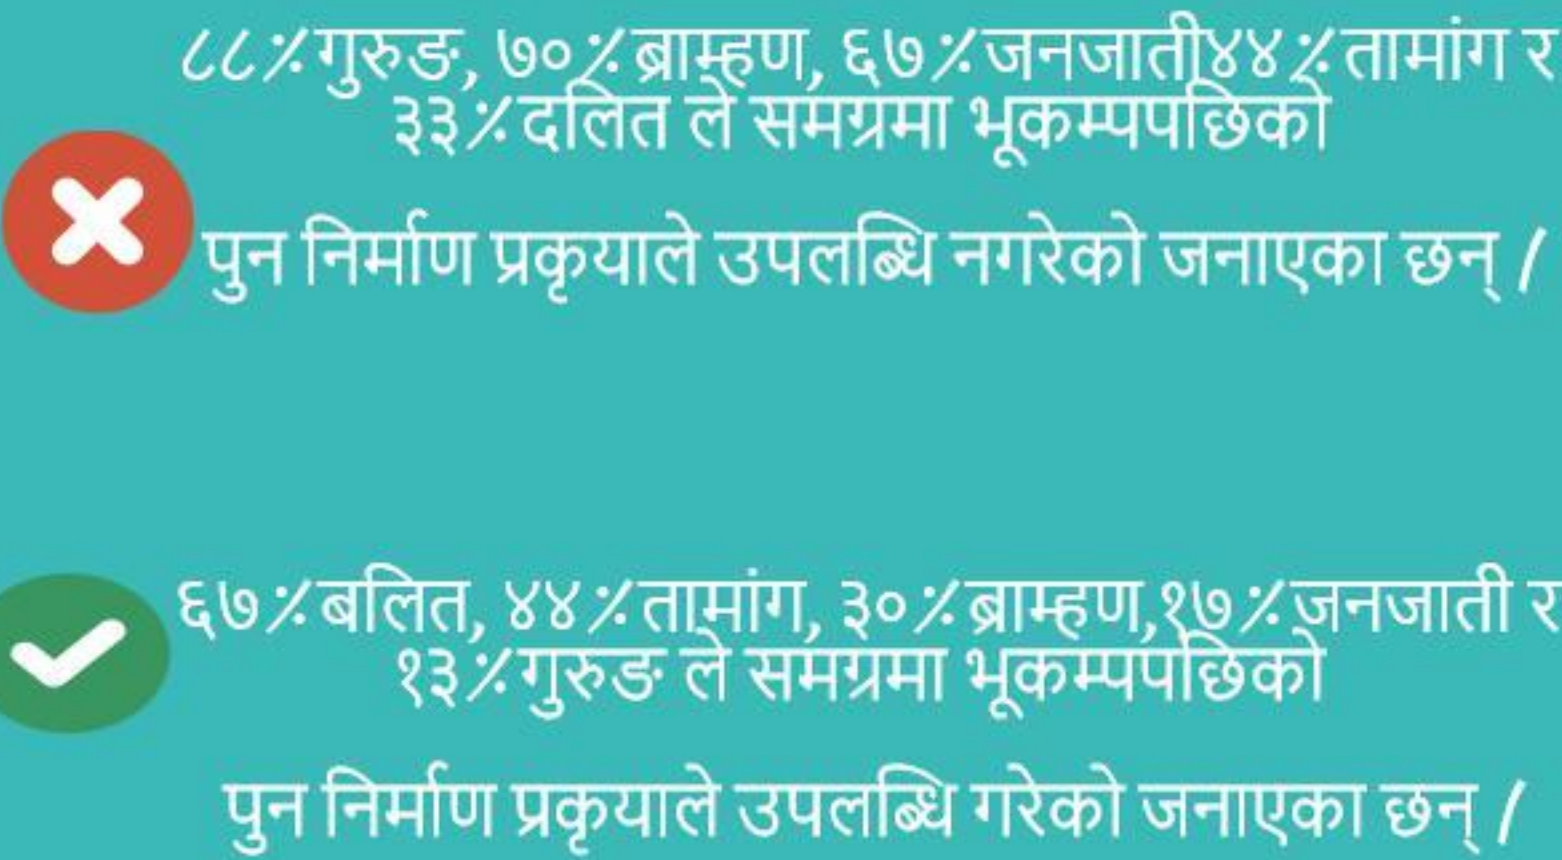 ८८％गुरुङ, ७०％ब्राम्हण, ६७％जनजाती४४％तामांग र
३३％दलित ले समग्रमा भूकम्पपछिको
पुन निर्माण प्रकृयाले उपलब्धि नगरेको जनाएका छन् /
६७％बलित, ४४％तामांग, ३०％ब्राम्हण,१७％जनजाती र
१३％गुरुङ ले समग्रमा भूकम्पपछिको
पुन निर्माण प्रकृयाले उपलब्धि गरेको जनाएका छन् /